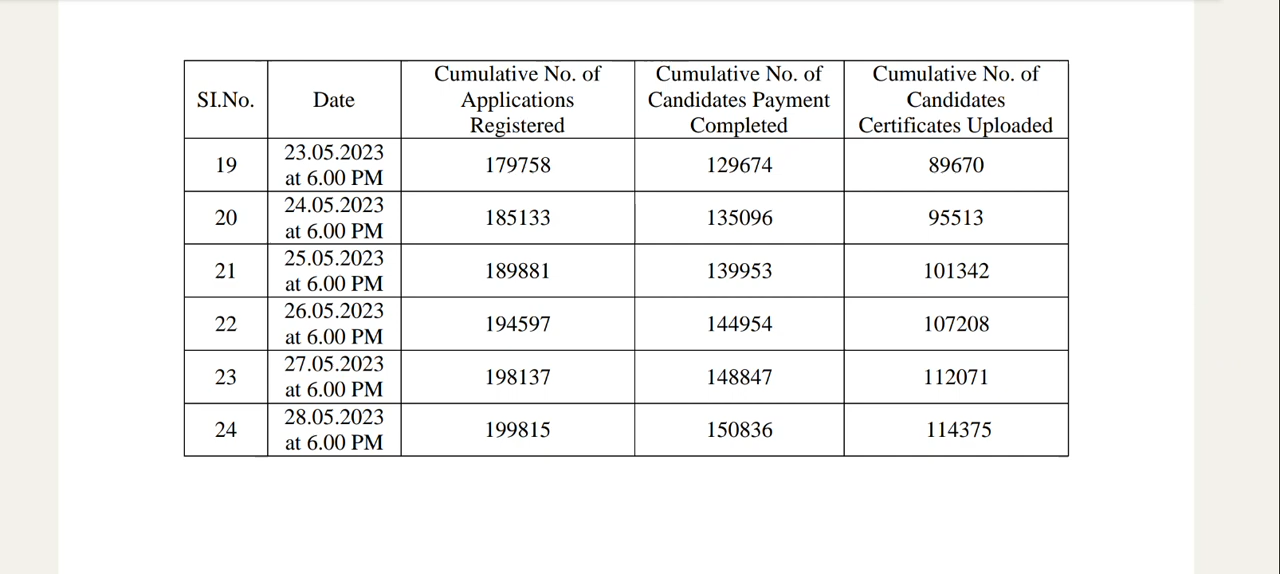 SI.No.
Date
Cumulative No. of
Applications
Registered
Cumulative No. of
Candidates Payment
Completed
Cumulative No. of
Candidates
Certificates Uploaded
19
23.05.2023
at 6.00 PM
179758
129674
89670
20
24.05.2023
at 6.00 PM
185133
135096
95513
21
25.05.2023
at 6.00 PM
189881
139953
101342
22
26.05.2023
at 6.00 PM
194597
144954
107208
23
27.05.2023
at 6.00 PM
198137
148847
112071
24
28.05.2023
at 6.00 PM
199815
150836
114375